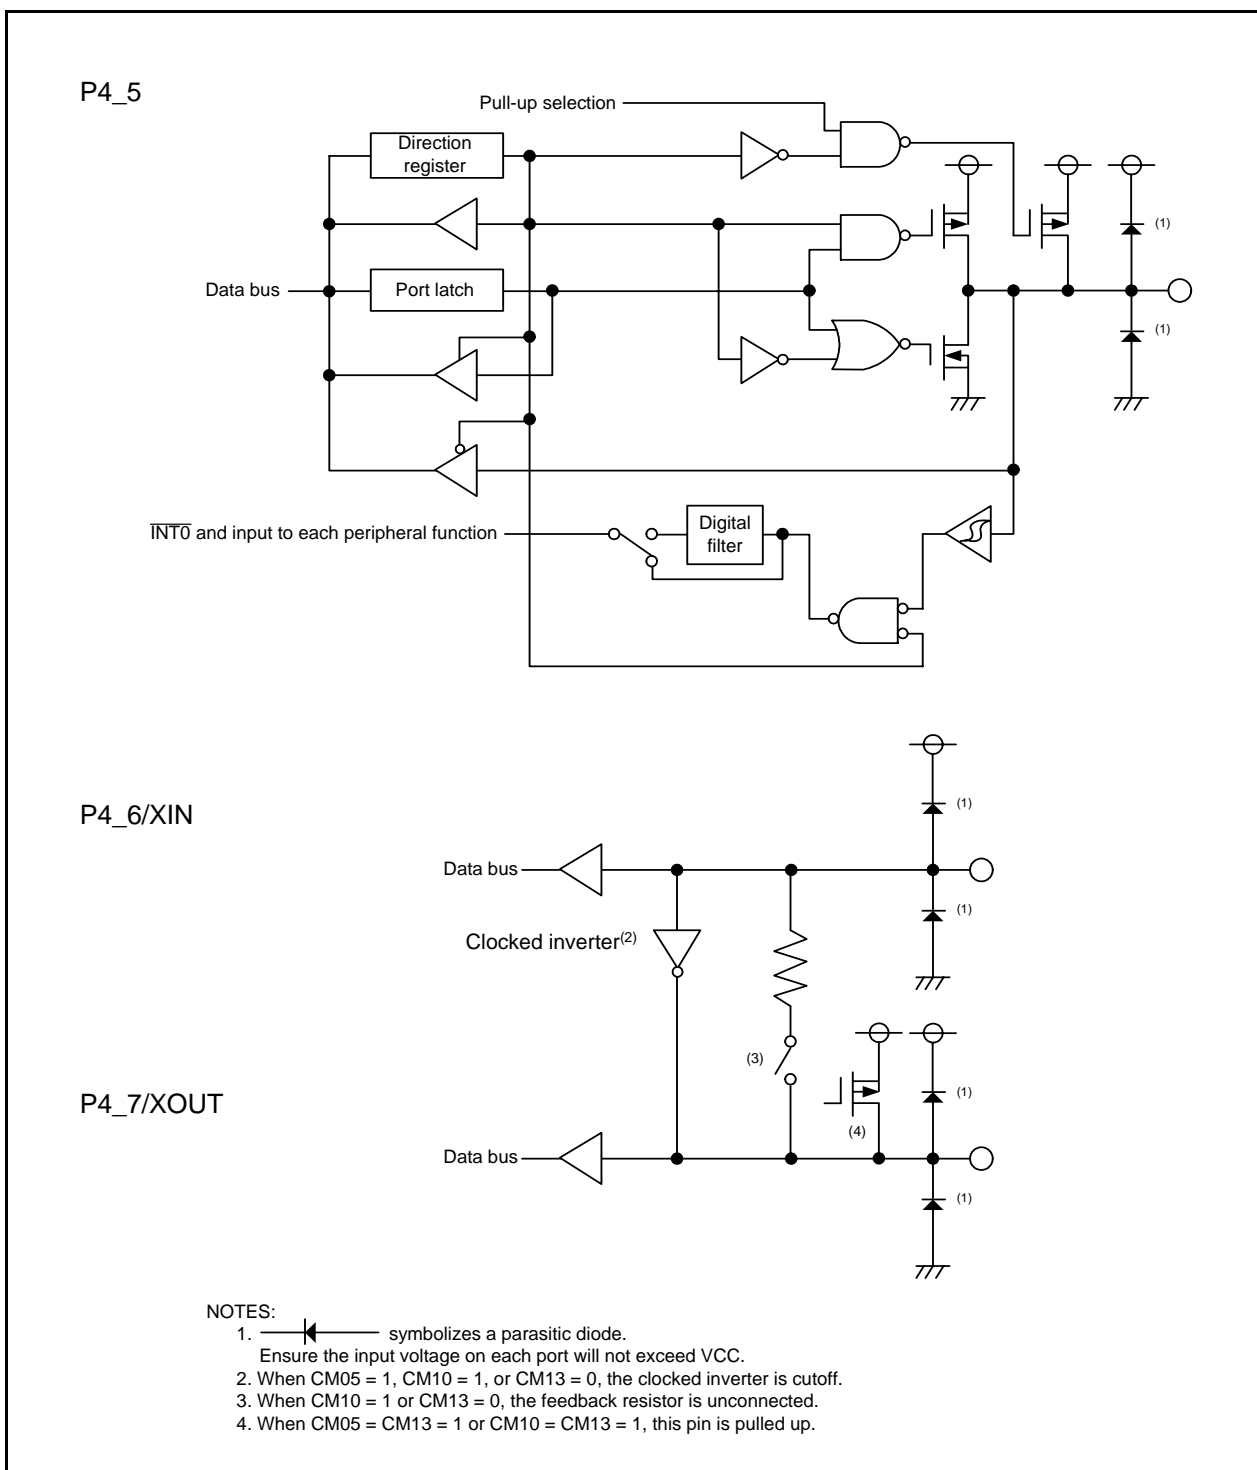 P4_5
Pull-up selection
Direction
register
(1)
Data bus
Port latch
(1)
INT0 and input to each peripheral function
Digital
filter
P4_6/XIN
(1)
Data bus
(1)
Clocked inverter(2)
(3)
P4_7/XOUT
(1)
(4)
Data bus
(1)
NOTES:
1. symbolizes a parasitic diode.
Ensure the input voltage on each port will not exceed VCC.
2. When CM05 = 1, CM10 = 1, or CM13 = 0, the clocked inverter is cutoff.
3. When CM10 = 1 or CM13 = 0, the feedback resistor is unconnected.
4. When CM05 = CM13 = 1 or CM10 = CM13 = 1, this pin is pulled up.